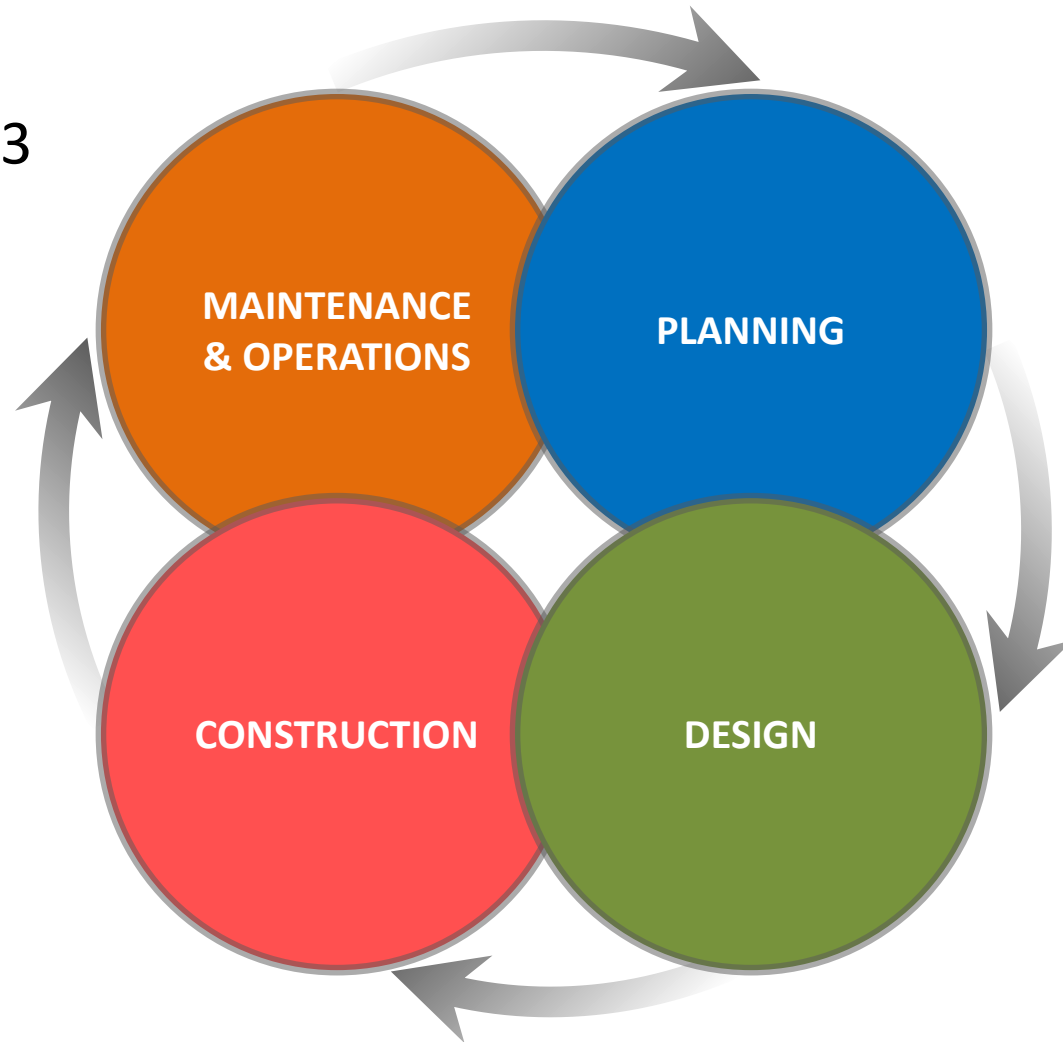 3
MAINTENANCE
& OPERATIONS
PLANNING
CONSTRUCTION
DESIGN